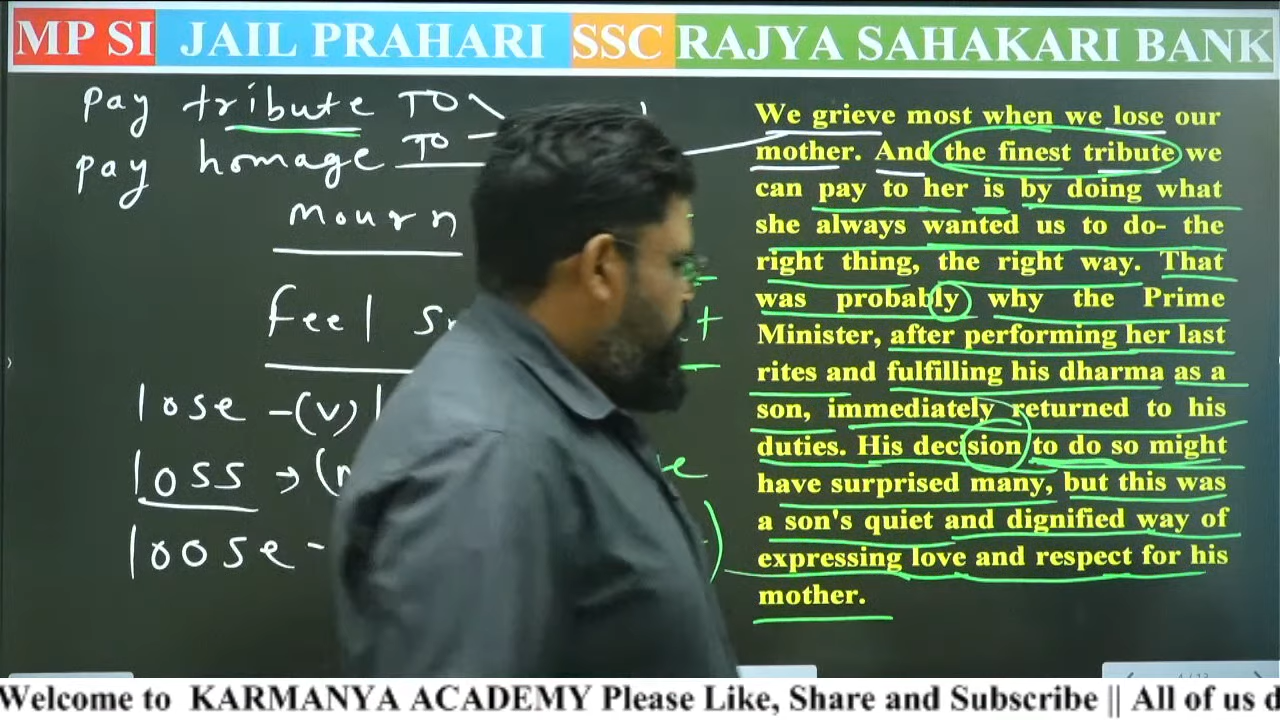 MP SI JAIL PRAHARI SSC RAJYA SAHAKARI BANK
Pay tribute TO
pay homage TO
mourn
feel
lose -(v)
loss → (n
loose -
We grieve most when we lose our
mother. And the finest tribute we
can pay to her is by doing what
she always wanted us to do- the
right thing, the right way. That
was probably why the Prime
Minister, after performing her last
rites and fulfilling his dharma as a
son, immediately returned to his
duties. His decision to do so might
have surprised many, but this was
a son's quiet and dignified way of
expressing love and respect for his
mother.
Welcome to KARMANYA ACADEMY Please Like, Share and Subscribe || All of us d